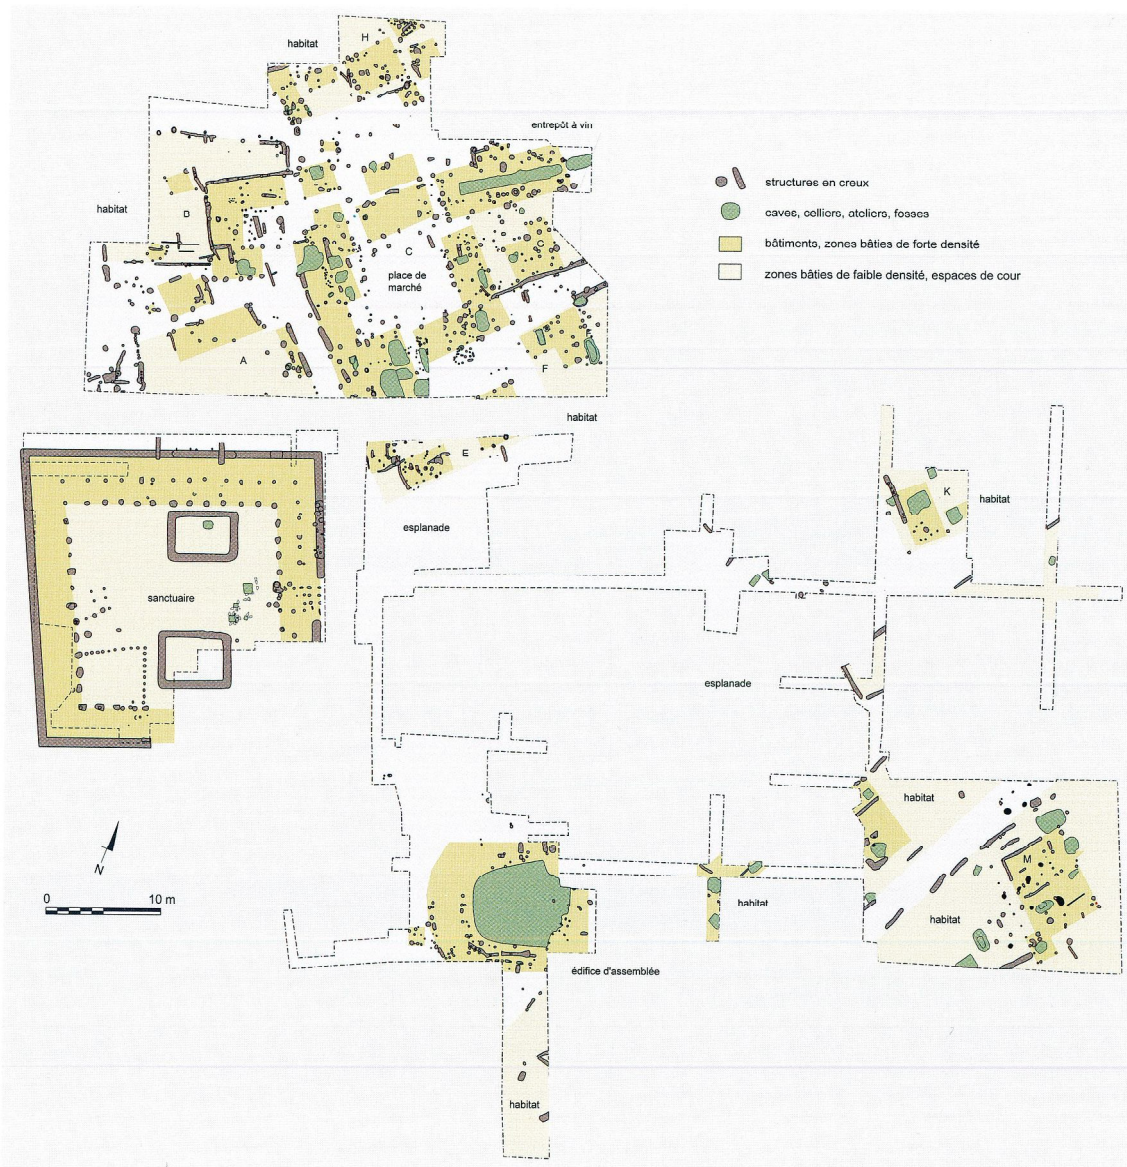 habitat
H
entrepôt à vin
structures en creux
habitat
caves, celliers, ateliers, fosses
D
bâtiments, zones bâties de forte densité
C
G
place de
marché
zones bâties de faible densité, espaces de cour
A
F
habitat
E
esplanade
K
habitat
sanctuaire
esplanade
habitat
M
N
0
10 m
habitat
habitat
édifice d'assemblée
habitat